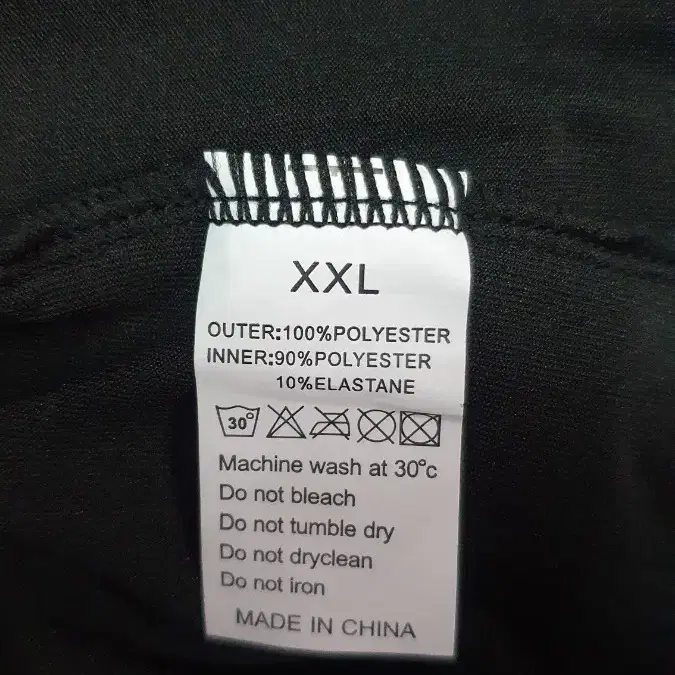 XXL
OUTER:100%POLYESTER
INNER:90%POLYESTER
10%ELASTANE
30°
Machine wash at 30°c
Do not bleach
Do not tumble dry
Do not dryclean
Do not iron
MADE IN CHINA